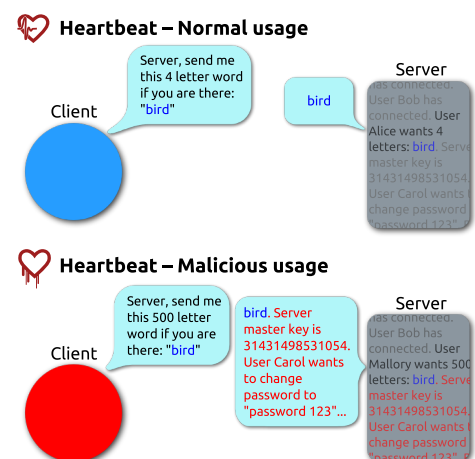 Heartbeat – Normal usage
Server, send me
this 4 letter word
if you are there:
"bird"
Client
bird
Server
has connected.
User Bob has
connected. User
Alice wants 4
letters: bird. Serve
master key is
31431498531054.
User Carol wants
change password
"password 123".
Heartbeat – Malicious usage
Server, send me
this 500 letter
word if you are
there: "bird"
Client
bird. Server
master key is
31431498531054.
User Carol wants
to change
password to
"password 123"...
Server
has connected.
User Bob has
connected. User
Mallory wants 500
letters: bird. Serve
master key is
31431498531054.
User Carol wants
change password
"password 123".